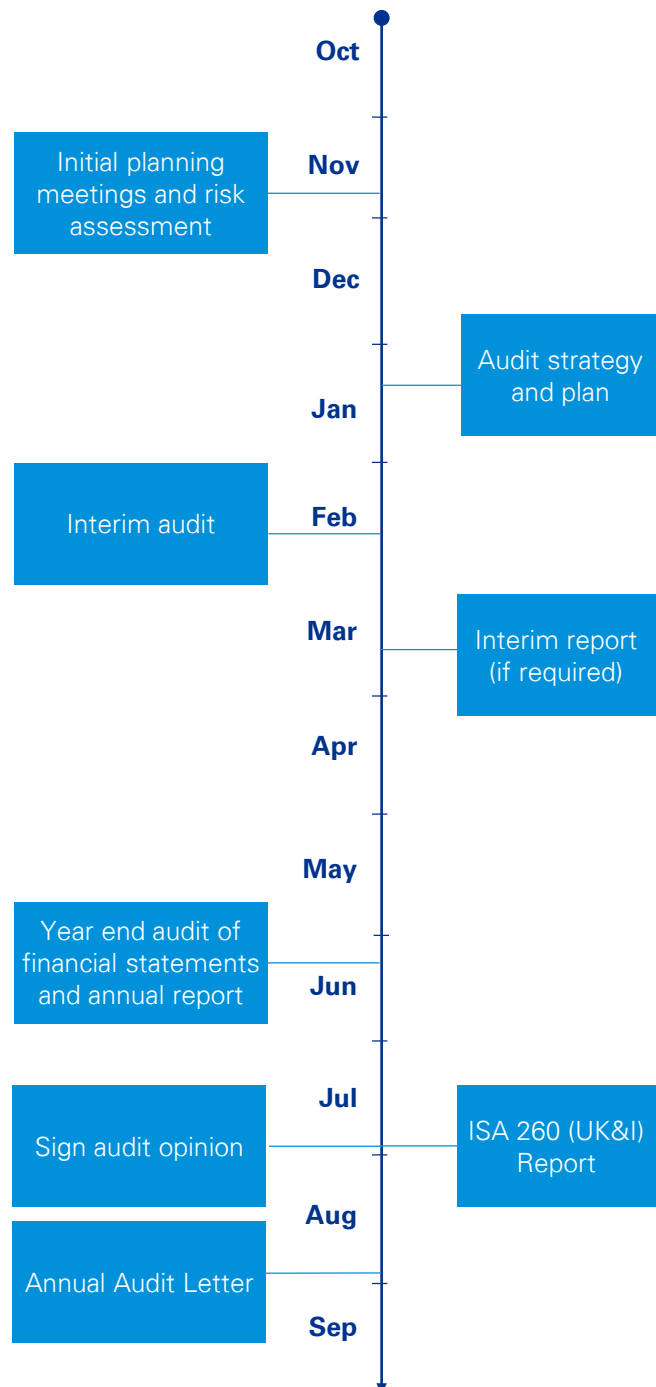 Oct
Initial planning
meetings and risk
assessment
Nov
Dec
Audit strategy
and plan
Jan
Interim audit
Feb
Mar
Interim report
(if required)
Apr
May
Year end audit of
financial statements
and annual report
Jun
Jul
Sign audit opinion
ISA 260 (UK&I)
Report
Aug
Annual Audit Letter
Sep